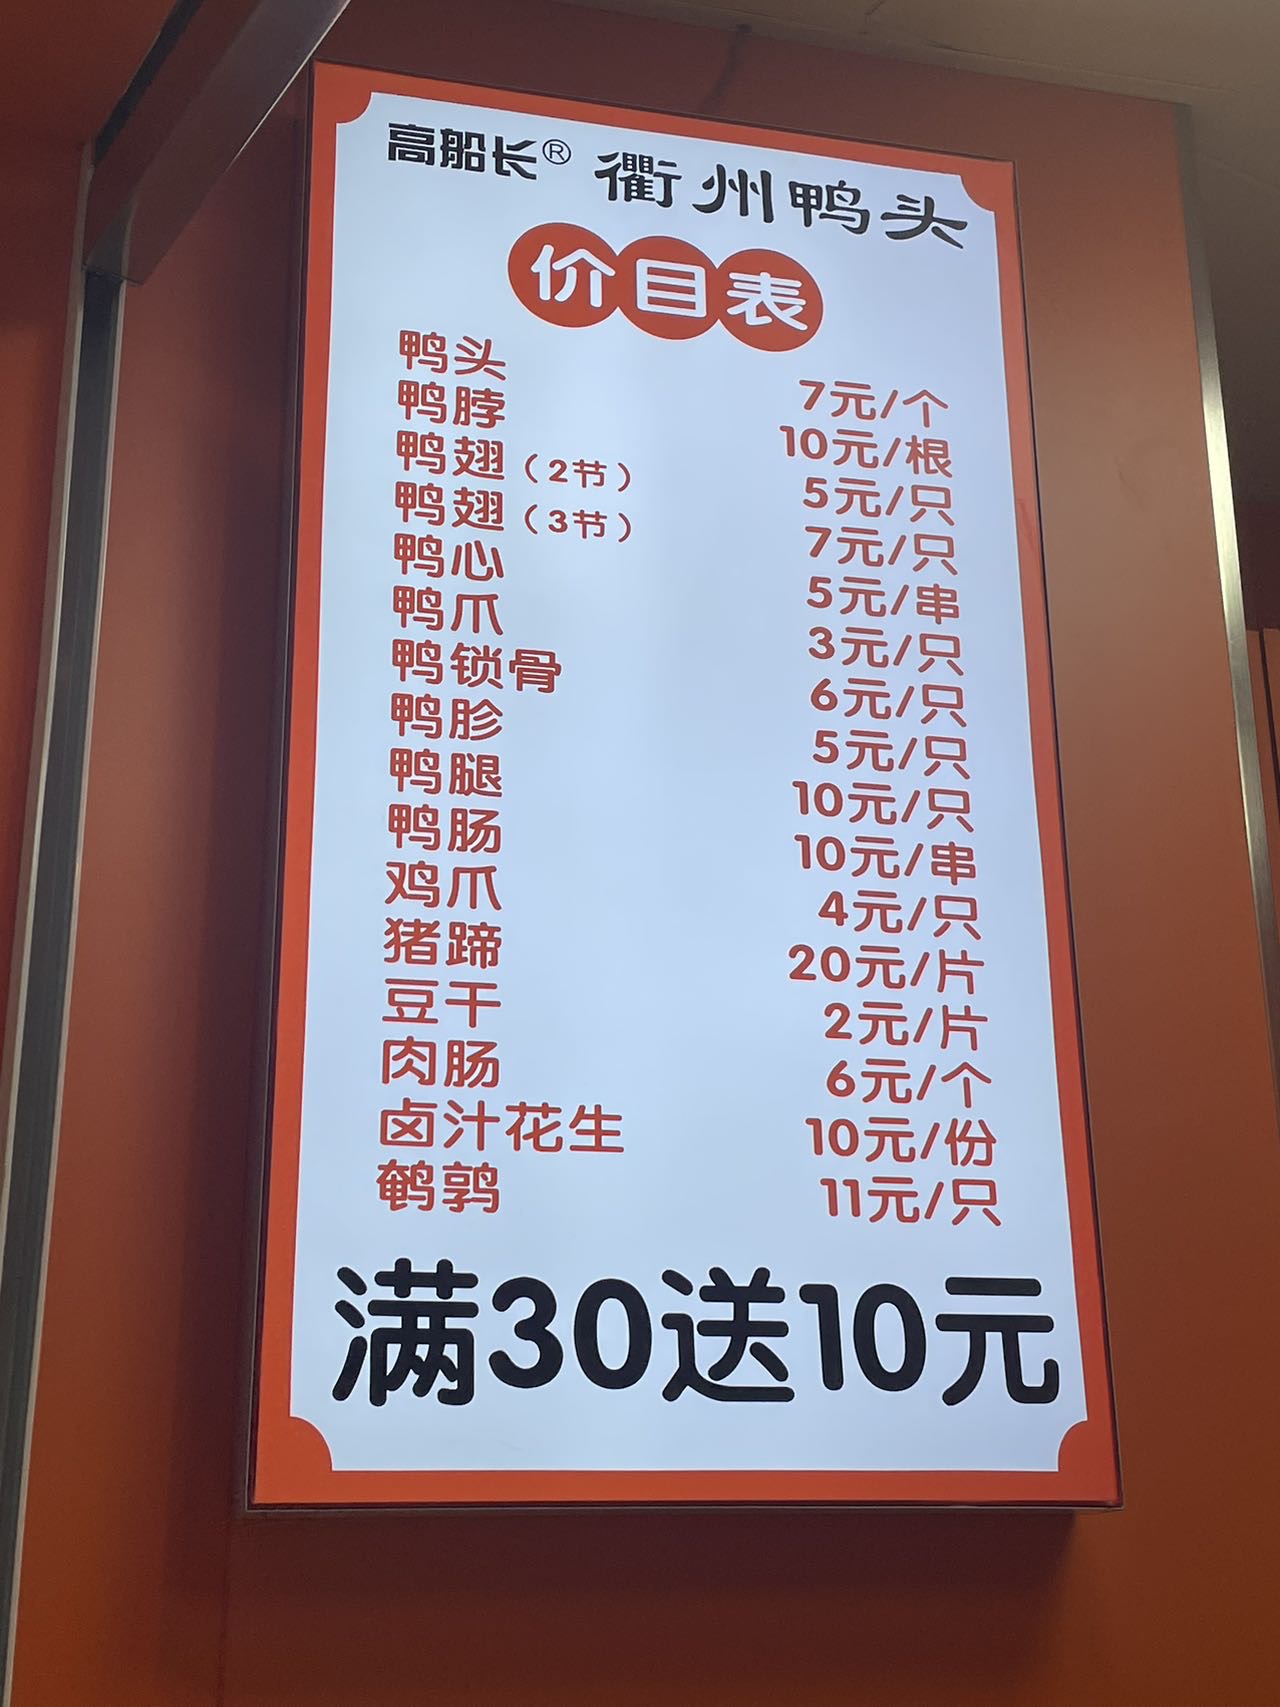 高船长® 衢州鸭头
价目表
鸭头 7元/个
鸭脖 10元/根
鸭翅（2节） 5元/只
鸭翅（3节） 7元/只
鸭心 5元/串
鸭爪 3元/只
鸭锁骨 6元/只
鸭胗 5元/只
鸭腿 10元/只
鸭肠 10元/串
鸡爪 4元/只
猪蹄 20元/片
豆干 2元/片
肉肠 6元/个
卤汁花生 10元/份
鹌鹑 11元/只
满30送10元